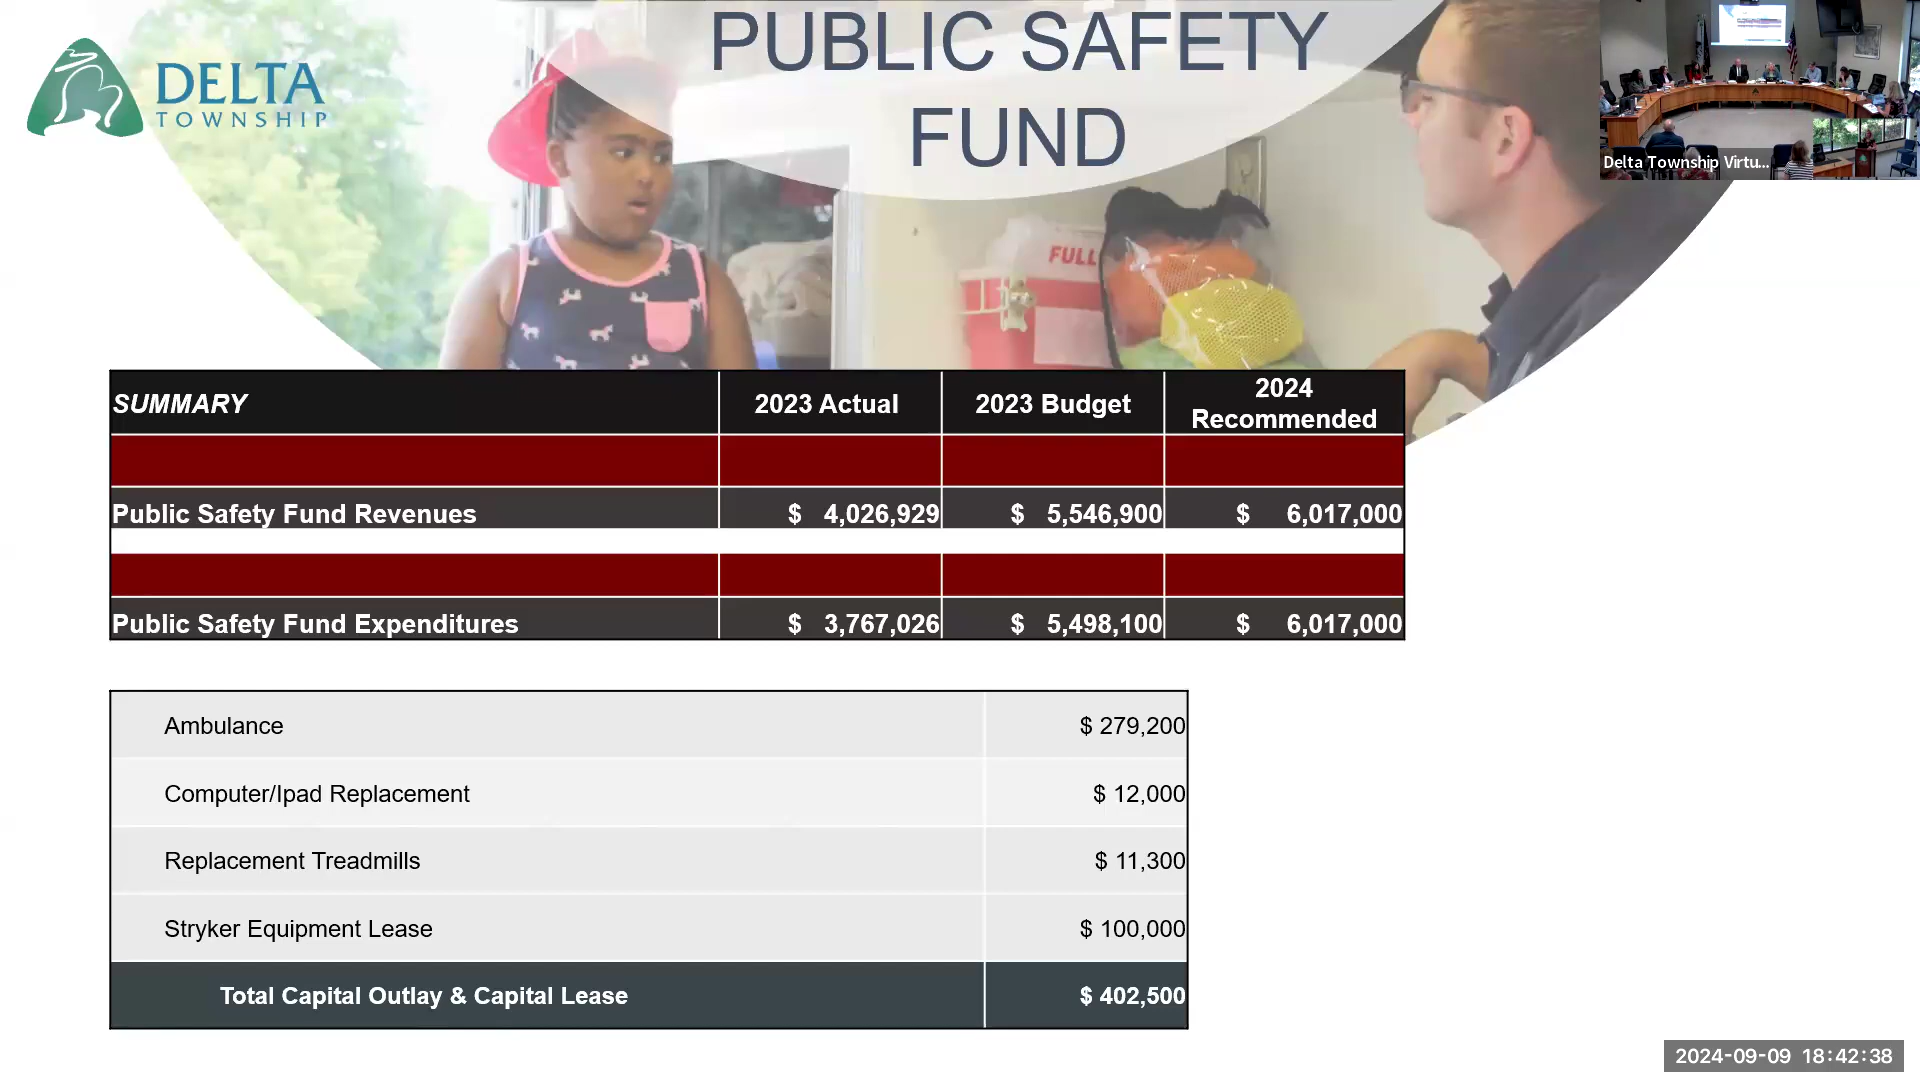 DELTA
TOWNSHIP
PUBLIC SAFETY
FUND
Delta Township Virtu...
FULL
SUMMARY 2023 Actual 2023 Budget 2024 Recommended
Public Safety Fund Revenues $ 4,026,929 $ 5,546,900 $ 6,017,000
Public Safety Fund Expenditures $ 3,767,026 $ 5,498,100 $ 6,017,000
Ambulance $ 279,200
Computer/Ipad Replacement $ 12,000
Replacement Treadmills $ 11,300
Stryker Equipment Lease $ 100,000
Total Capital Outlay & Capital Lease $ 402,500
2024-09-09 18:42:38